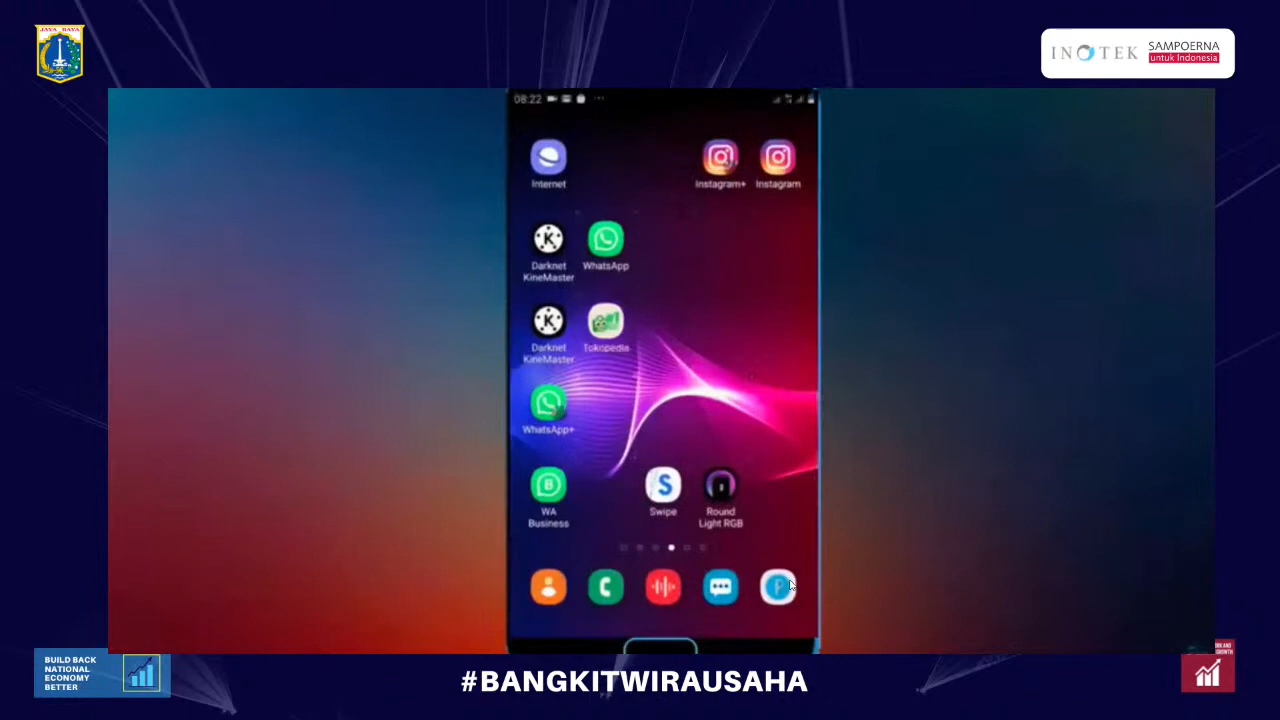 JAYA RAYA
INOTEK
SAMPOERNA
untuk Indonesia
08:22
Internet
Instagram+
Instagram
Darknet
KineMaster
WhatsApp
Darknet
KineMaster
Tokopedia
WhatsApp+
WA
Business
Swipe
Round
Light RGB
BUILD BACK
NATIONAL
ECONOMY
BETTER
#BANGKITWIRAUSAHA